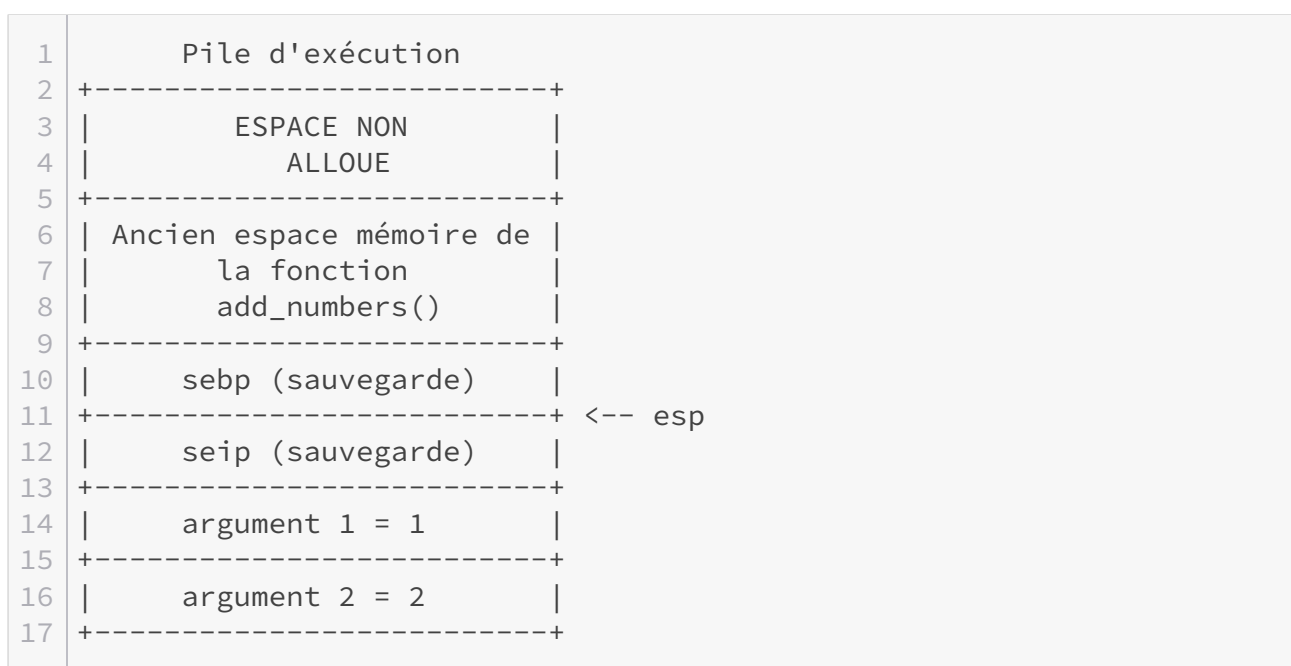 1       Pile d'exécution
2 +--------------------------+
3 |         ESPACE NON         |
4 |            ALLOUE          |
5 +--------------------------+
6 | Ancien espace mémoire de |
7 |        la fonction         |
8 |        add_numbers()       |
9 +--------------------------+
10 |      sebp (sauvegarde)     |
11 +--------------------------+ <-- esp
12 |      seip (sauvegarde)     |
13 +--------------------------+
14 |      argument 1 = 1        |
15 +--------------------------+
16 |      argument 2 = 2        |
17 +--------------------------+